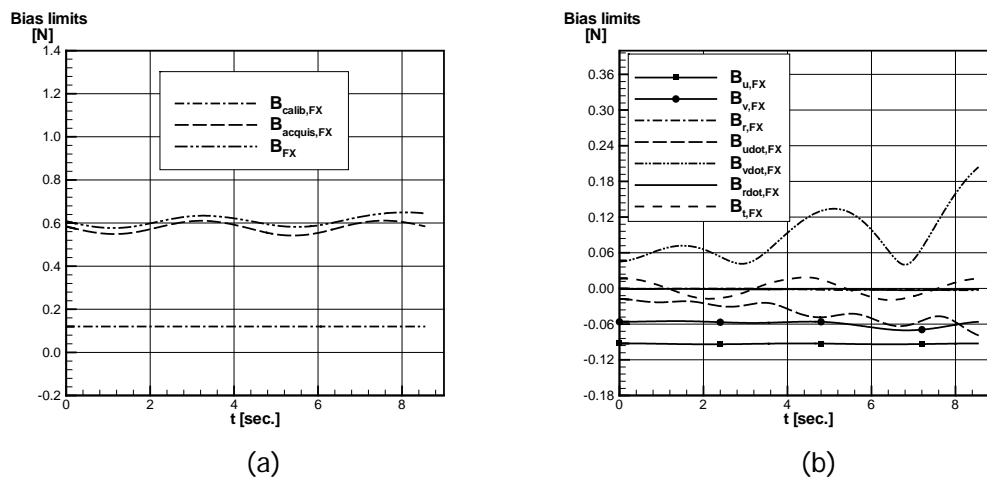 Bias limits
[N]
1.4
1.2
1.0
0.8
0.6
0.4
0.2
0.0
-0.2
0 2 4 6 8
t [sec.]
B calib,FX
B acquis,FX
B FX
(a)
Bias limits
[N]
0.36
0.30
0.24
0.18
0.12
0.06
0.00
-0.06
-0.12
-0.18
0 2 4 6 8
t [sec.]
B u,FX
B v,FX
B r,FX
B udot,FX
B vdot,FX
B rdot,FX
B t,FX
(b)